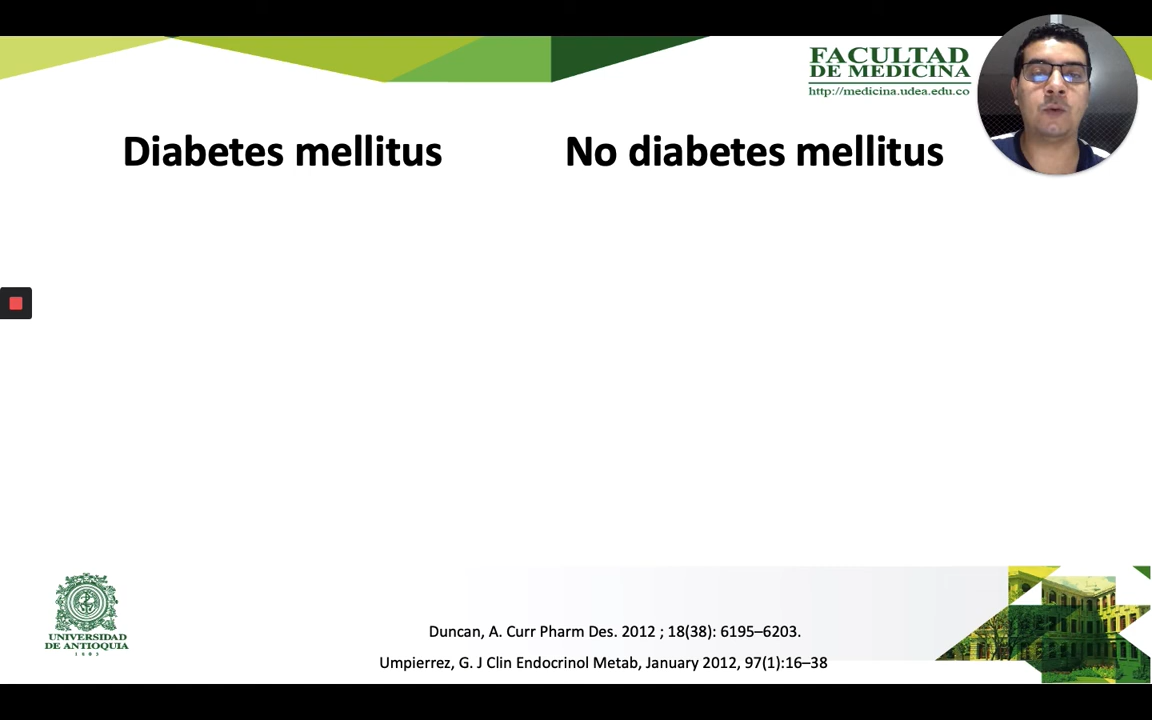 FACULTAD
DE MEDICINA
http://medicina.udea.edu.co
Diabetes mellitus
No diabetes mellitus
UNIVERSIDAD
DE ANTIOQUIA
1803
Duncan, A. Curr Pharm Des. 2012 ; 18(38): 6195–6203.
Umpierrez, G. J Clin Endocrinol Metab, January 2012, 97(1):16–38